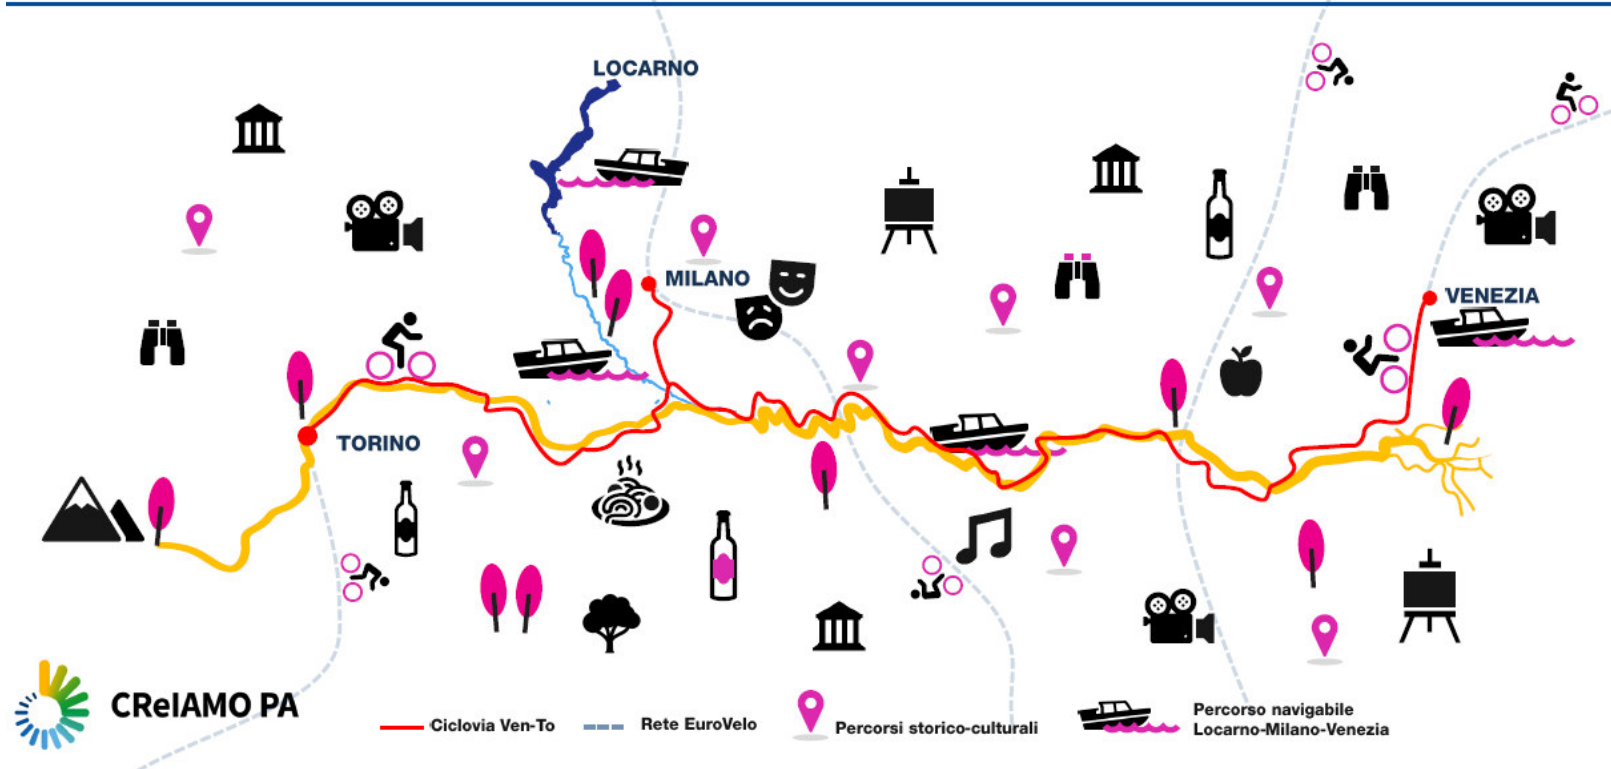 LOCARNO
MILANO
VENEZIA
TORINO
CReIAMO PA
Ciclovia Ven-To
Rete EuroVelo
Percorsi storico-culturali
Percorso navigabile
Locarno-Milano-Venezia